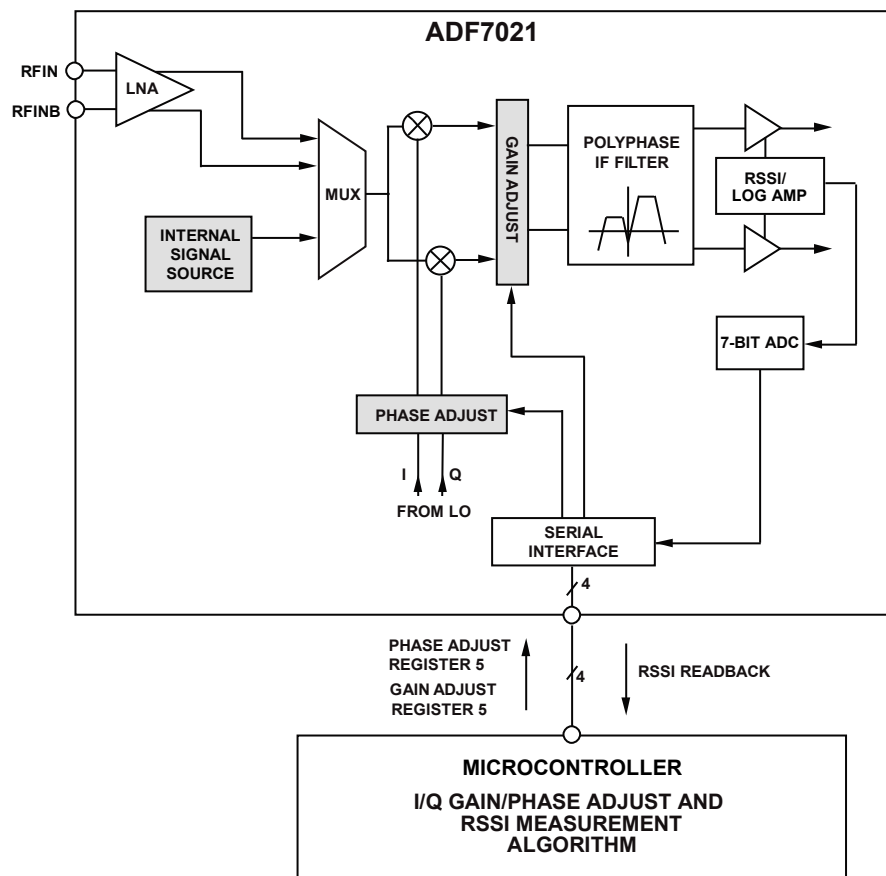 ADF7021
RFIN
RFINB
LNA
MUX
INTERNAL
SIGNAL
SOURCE
GAIN ADJUST
POLYPHASE
IF FILTER
RSSI/
LOG AMP
7-BIT ADC
PHASE ADJUST
I
Q
FROM LO
SERIAL
INTERFACE
4
PHASE ADJUST
REGISTER 5
GAIN ADJUST
REGISTER 5
4
RSSI READBACK
MICROCONTROLLER
I/Q GAIN/PHASE ADJUST AND
RSSI MEASUREMENT
ALGORITHM